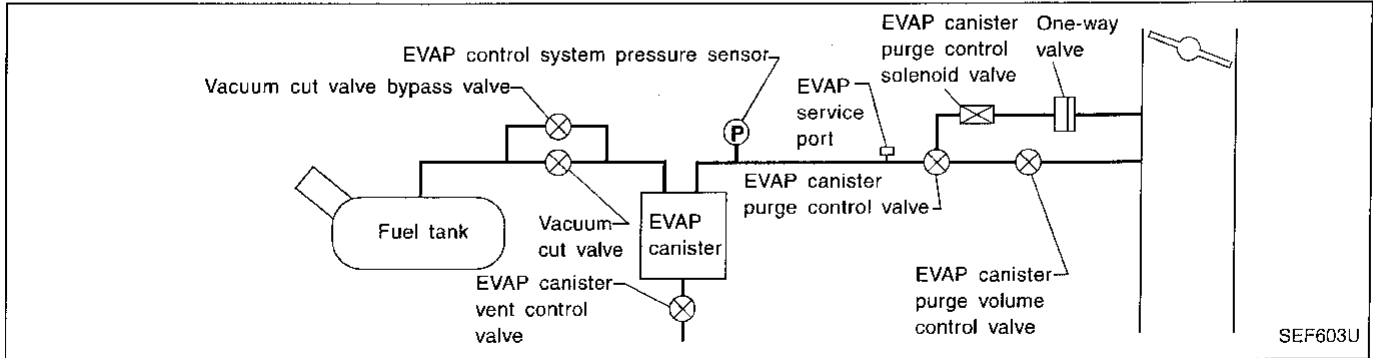 EVAP control system pressure sensor
Vacuum cut valve bypass valve
P
EVAP
service
port
EVAP canister
purge control
solenoid valve
One-way
valve
Fuel tank
Vacuum
cut valve
EVAP
canister
EVAP canister
purge control valve
EVAP canister
vent control
valve
EVAP canister
purge volume
control valve
SEF603U